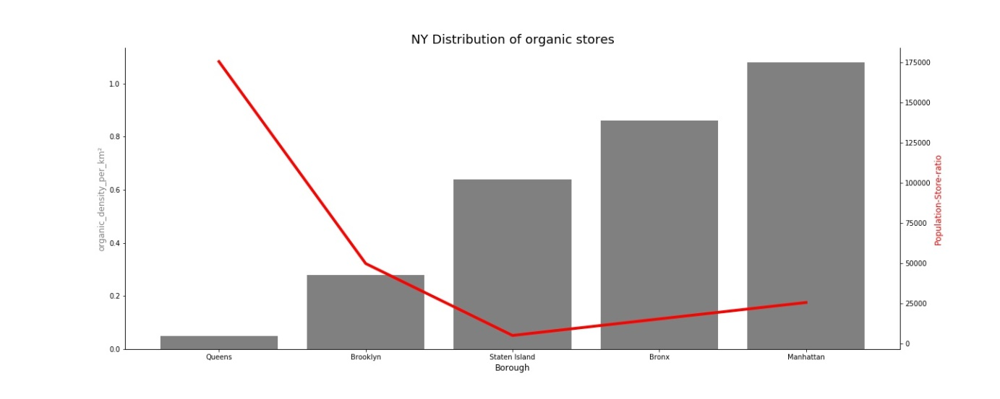 NY Distribution of organic stores
organic_density_per_km²
1.0
0.8
0.6
0.4
0.2
0.0
175000
150000
125000
100000
75000
50000
25000
0
Population-Store-ratio
Queens Brooklyn Staten Island Bronx Manhattan
Borough